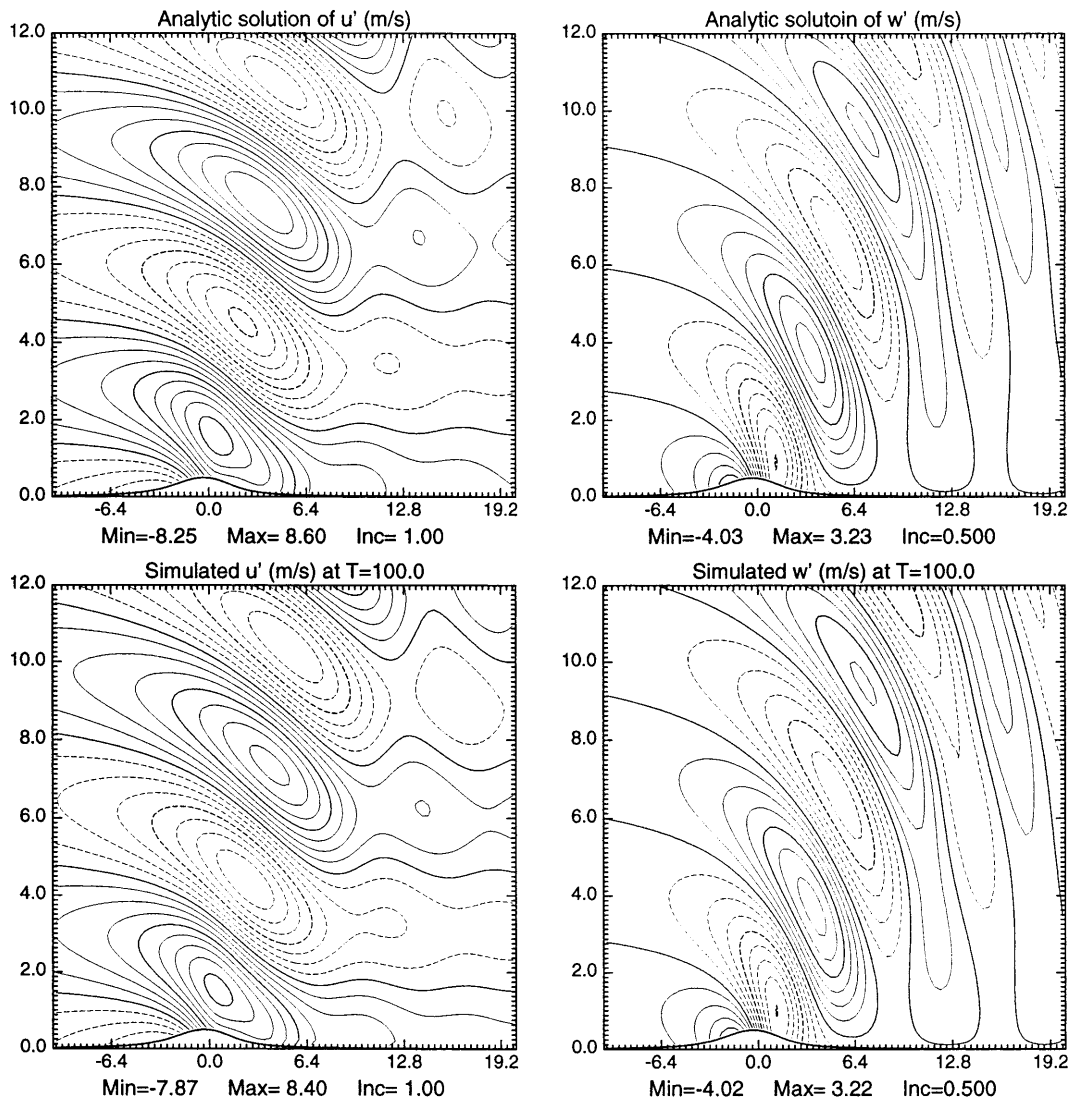 Analytic solution of u' (m/s)
12.0
10.0
8.0
6.0
4.0
2.0
0.0
-6.4 0.0 6.4 12.8 19.2
Min=-8.25 Max= 8.60 Inc= 1.00
Analytic solutoin of w' (m/s)
12.0
10.0
8.0
6.0
4.0
2.0
0.0
-6.4 0.0 6.4 12.8 19.2
Min=-4.03 Max= 3.23 Inc=0.500
Simulated u' (m/s) at T=100.0
12.0
10.0
8.0
6.0
4.0
2.0
0.0
-6.4 0.0 6.4 12.8 19.2
Min=-7.87 Max= 8.40 Inc= 1.00
Simulated w' (m/s) at T=100.0
12.0
10.0
8.0
6.0
4.0
2.0
0.0
-6.4 0.0 6.4 12.8 19.2
Min=-4.02 Max= 3.22 Inc=0.500